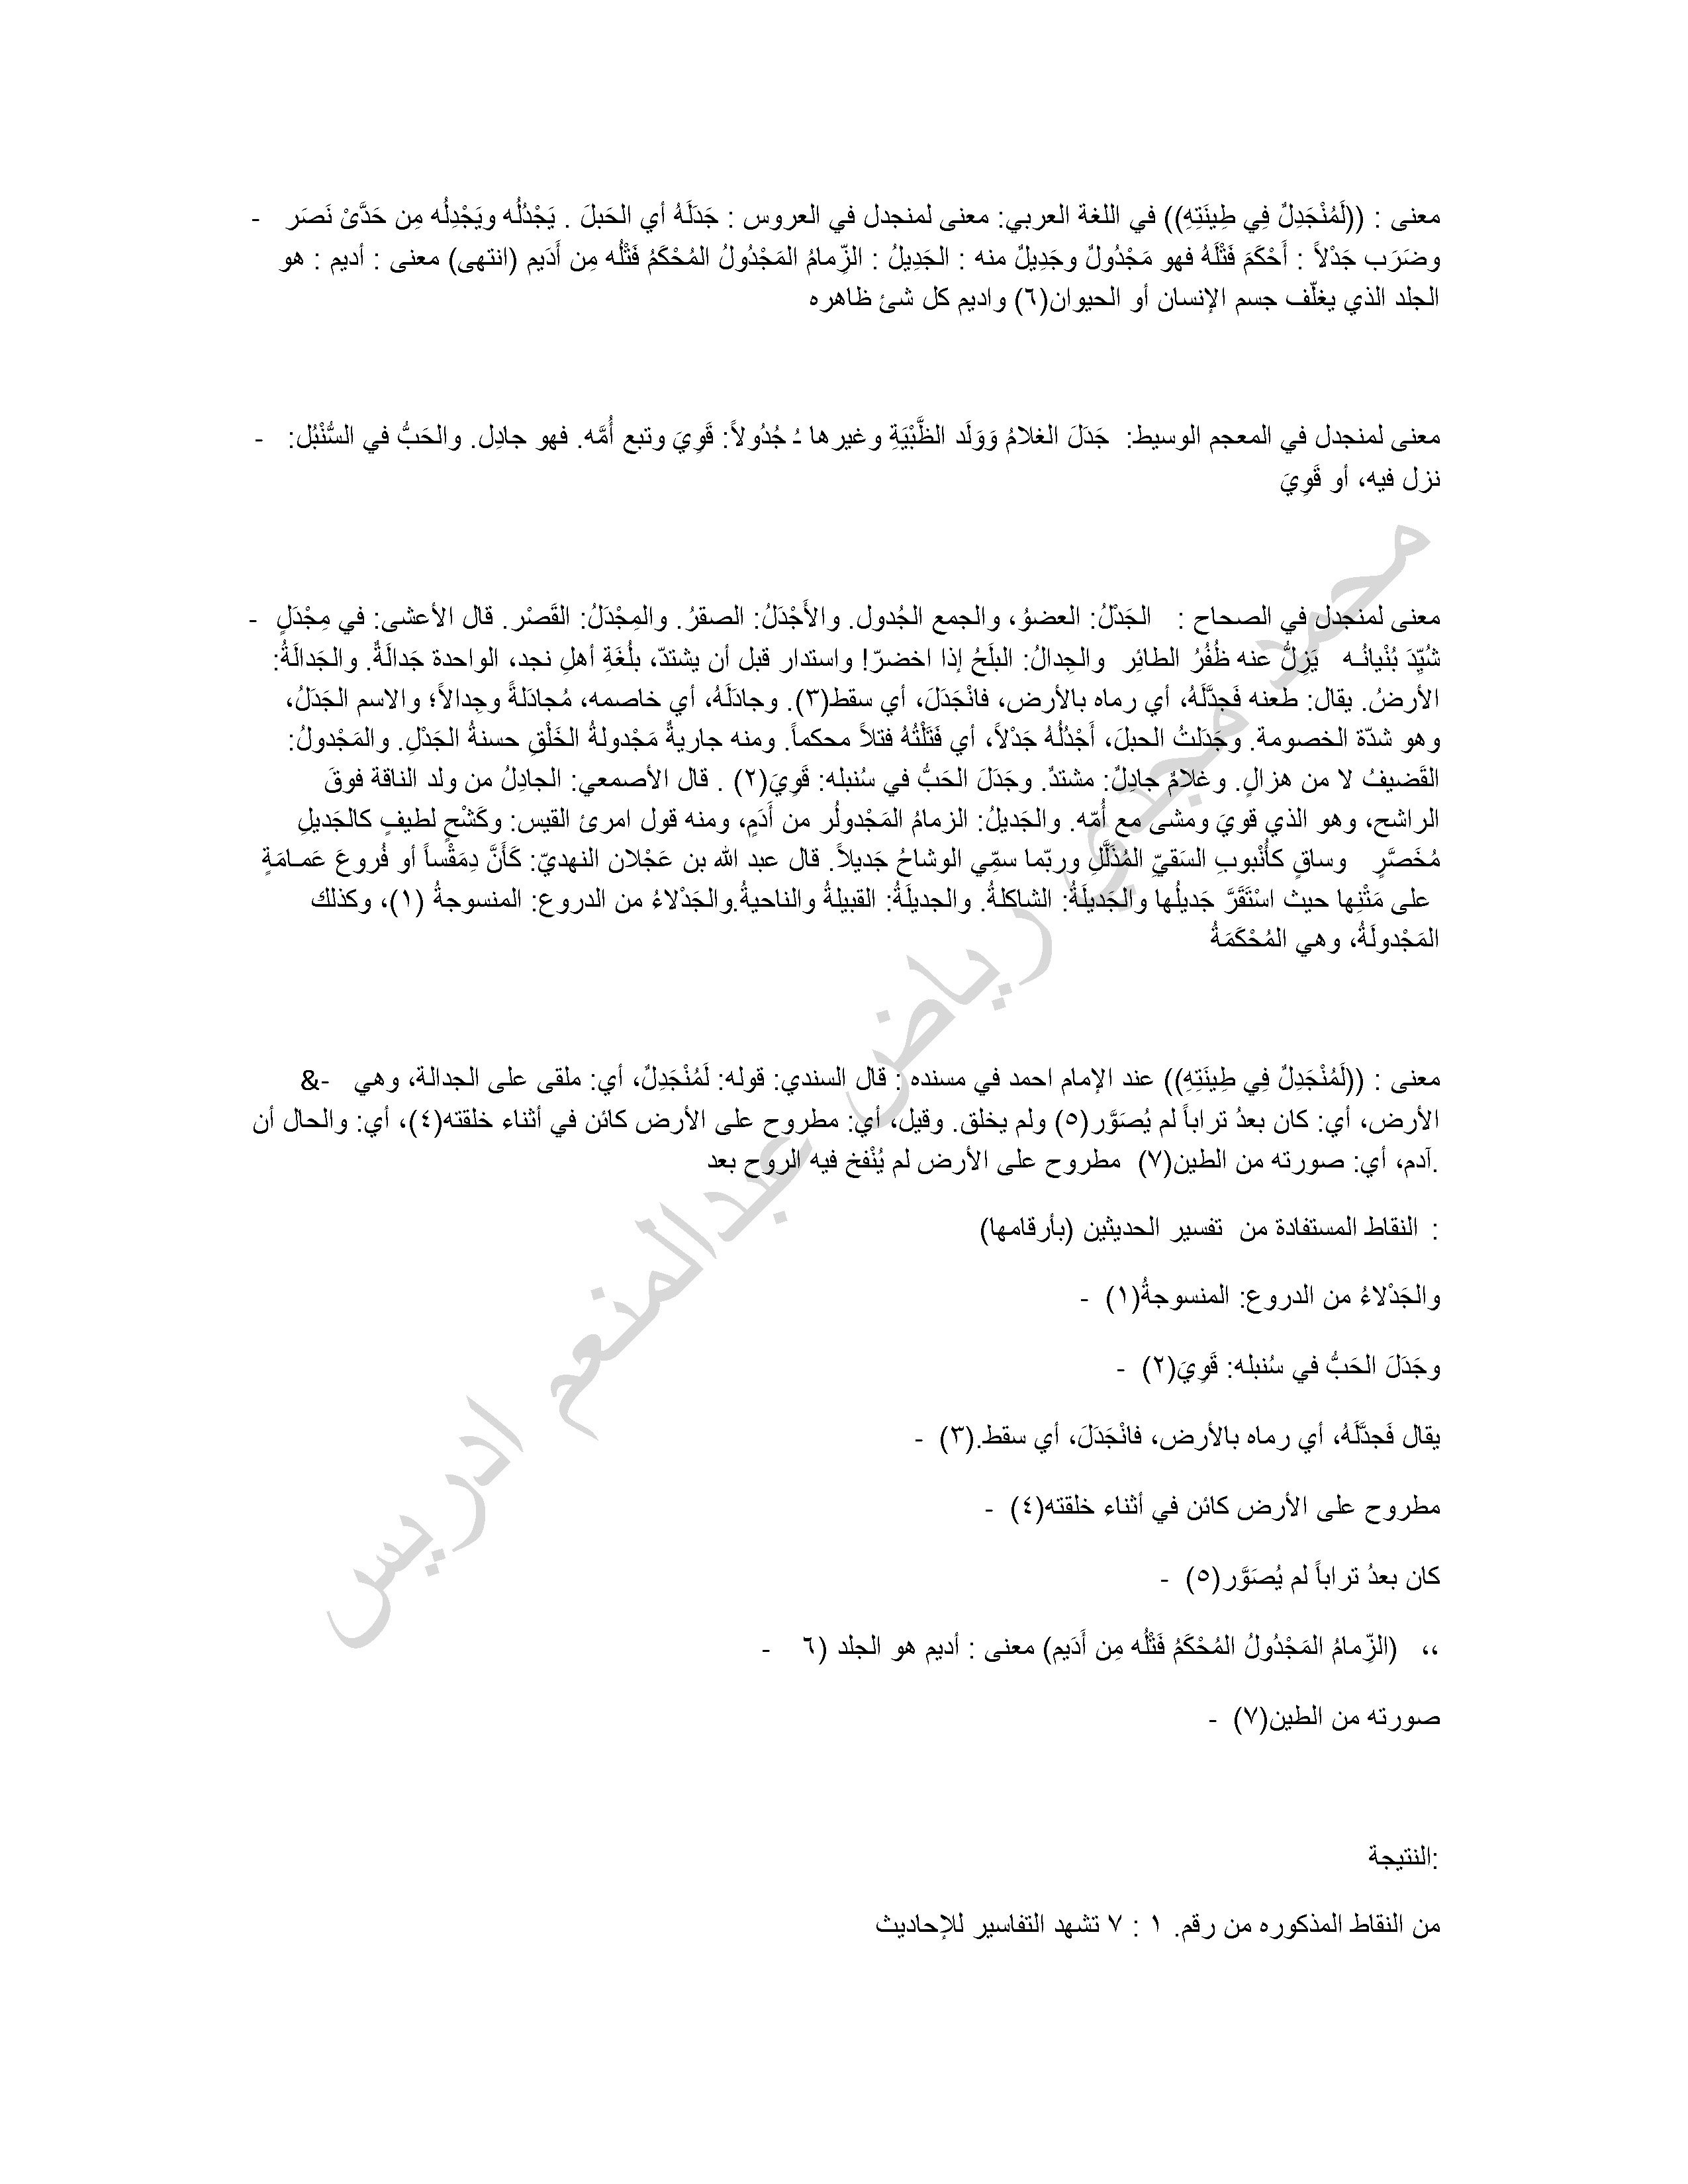 معنى : ((لَمُنْجَدِلٌ فِي طِينَتِهِ)) في اللغة العربي: معنى لمنجدل في العروس : جَدَلَهُ أي الحَبلَ . يَجْدُلُه ويَجْدِلُه مِن حَدَّىْ نَصَر -
وضَرَب جَدْلاً : أَحْكَمَ فَتْلَهُ فهو مَجْدُولٌ وجَدِيلٌ منه : الجَدِيلُ : الزِّمامُ المَجْدُولُ المُحْكَمُ فَتْلُه مِن أَدَيم (انتهى) معنى : أديم : هو
الجلد الذي يغلّف جسم الإنسان أو الحيوان(٦) واديم كل شئ ظاهره
معنى لمنجدل في المعجم الوسيط: جَدَلَ الغلامُ وَوَلَد الظَّبْيَةِ وغيرها ـُ جُدُولاً: قَوِيَ وتبع أُمَّه. فهو جادِل. والحَبُّ في السُّنْبُل: -
نزل فيه، أو قَوِيَ
معنى لمنجدل في الصحاح : الجَدْلُ: العضوُ، والجمع الجُدول. والأَجْدَلُ: الصقرُ. والمِجْدَلُ: القَصْر. قال الأعشى: في مِجْدَلٍ -
شُيِّدَ بُنْيانُـه يَزِلُّ عنه ظُفُرُ الطائِرِ والجِدالُ: البلَحُ إذا اخضرّ! واستدار قبل أن يشتدّ، بلُغَةِ أهلِ نجد، الواحدة جَدالَةٌ. والجَدالَةُ:
الأرضُ. يقال: طعنه فَجدَّلَهُ، أي رماه بالأرض، فانْجَدَلَ، أي سقط(٣). وجادَلَهُ، أي خاصمه، مُجادَلةً وجِدالاً؛ والاسم الجَدَلُ،
وهو شدّة الخصومة. وجَدَلتُ الحبلَ، أَجْدُلُهُ جَدْلاً، أي فَتَلْتُهُ فتلاً محكماً. ومنه جاريةٌ مَجْدولةُ الخَلْقِ حسنةُ الجَدْلِ. والمَجْدولُ:
القَضيفُ لا من هزالٍ. وغلامٌ جادِلٌ: مشتدٌ. وجَدَلَ الحَبُّ في سُنبله: قَوِيَ(٢) . قال الأصمعي: الجادِلُ من ولد الناقة فوقَ
الراشح، وهو الذي قويَ ومشى مع أُمّه. والجَديلُ: الزمامُ المَجْدولُر من أَدَمٍ، ومنه قول امرئ القيس: وكَشْحٍ لطيفٍ كالجَديلِ
مُخَصَّرٍ وساقٍ كأُنْبوبِ السَقيِّ المُذَلَّلِ وربّما سمِّي الوشاحُ جَديلاً. قال عبد الله بن عَجْلان النهديّ: كَأَنَّ دِمَقْساً أو فُروعَ عَمـامَةٍ
على مَتْنِها حيث اسْتَقَرَّ جَديلُها والجَديلَةُ: الشاكلةُ. والجديلَةُ: القبيلةُ والناحيةُ.والجَدْلاءُ من الدروع: المنسوجةُ (١)، وكذلك
المَجْدولَةُ، وهي المُحْكَمَةُ
معنى : ((لَمُنْجَدِلٌ فِي طِينَتِهِ)) عند الإمام احمد في مسنده : قال السندي: قوله: لَمُنْجَدِلٌ، أي: ملقى على الجدالة، وهي -&
الأرض، أي: كان بعدُ تراباً لم يُصَوَّر(٥) ولم يخلق. وقيل، أي: مطروح على الأرض كائن في أثناء خلقته(٤)، أي: والحال أن
.آدم، أي: صورته من الطين(٧) مطروح على الأرض لم يُنْفخ فيه الروح بعد
: النقاط المستفادة من تفسير الحديثين (بأرقامها)
والجَدْلاءُ من الدروع: المنسوجةُ(١) -
وجَدَلَ الحَبُّ في سُنبله: قَوِيَ(٢) -
يقال فَجدَّلَهُ، أي رماه بالأرض، فانْجَدَلَ، أي سقط.(٣) -
مطروح على الأرض كائن في أثناء خلقته(٤) -
كان بعدُ تراباً لم يُصَوَّر(٥) -
،، (الزِّمامُ المَجْدُولُ المُحْكَمُ فَتْلُه مِن أَدَيم) معنى : أديم هو الجلد (٦ -
صورته من الطين(٧) -
:النتيجة
من النقاط المذكوره من رقم. ١ : ٧ تشهد التفاسير للإحاديث
محمد مجدي رياض عبدالمنعم ادريس